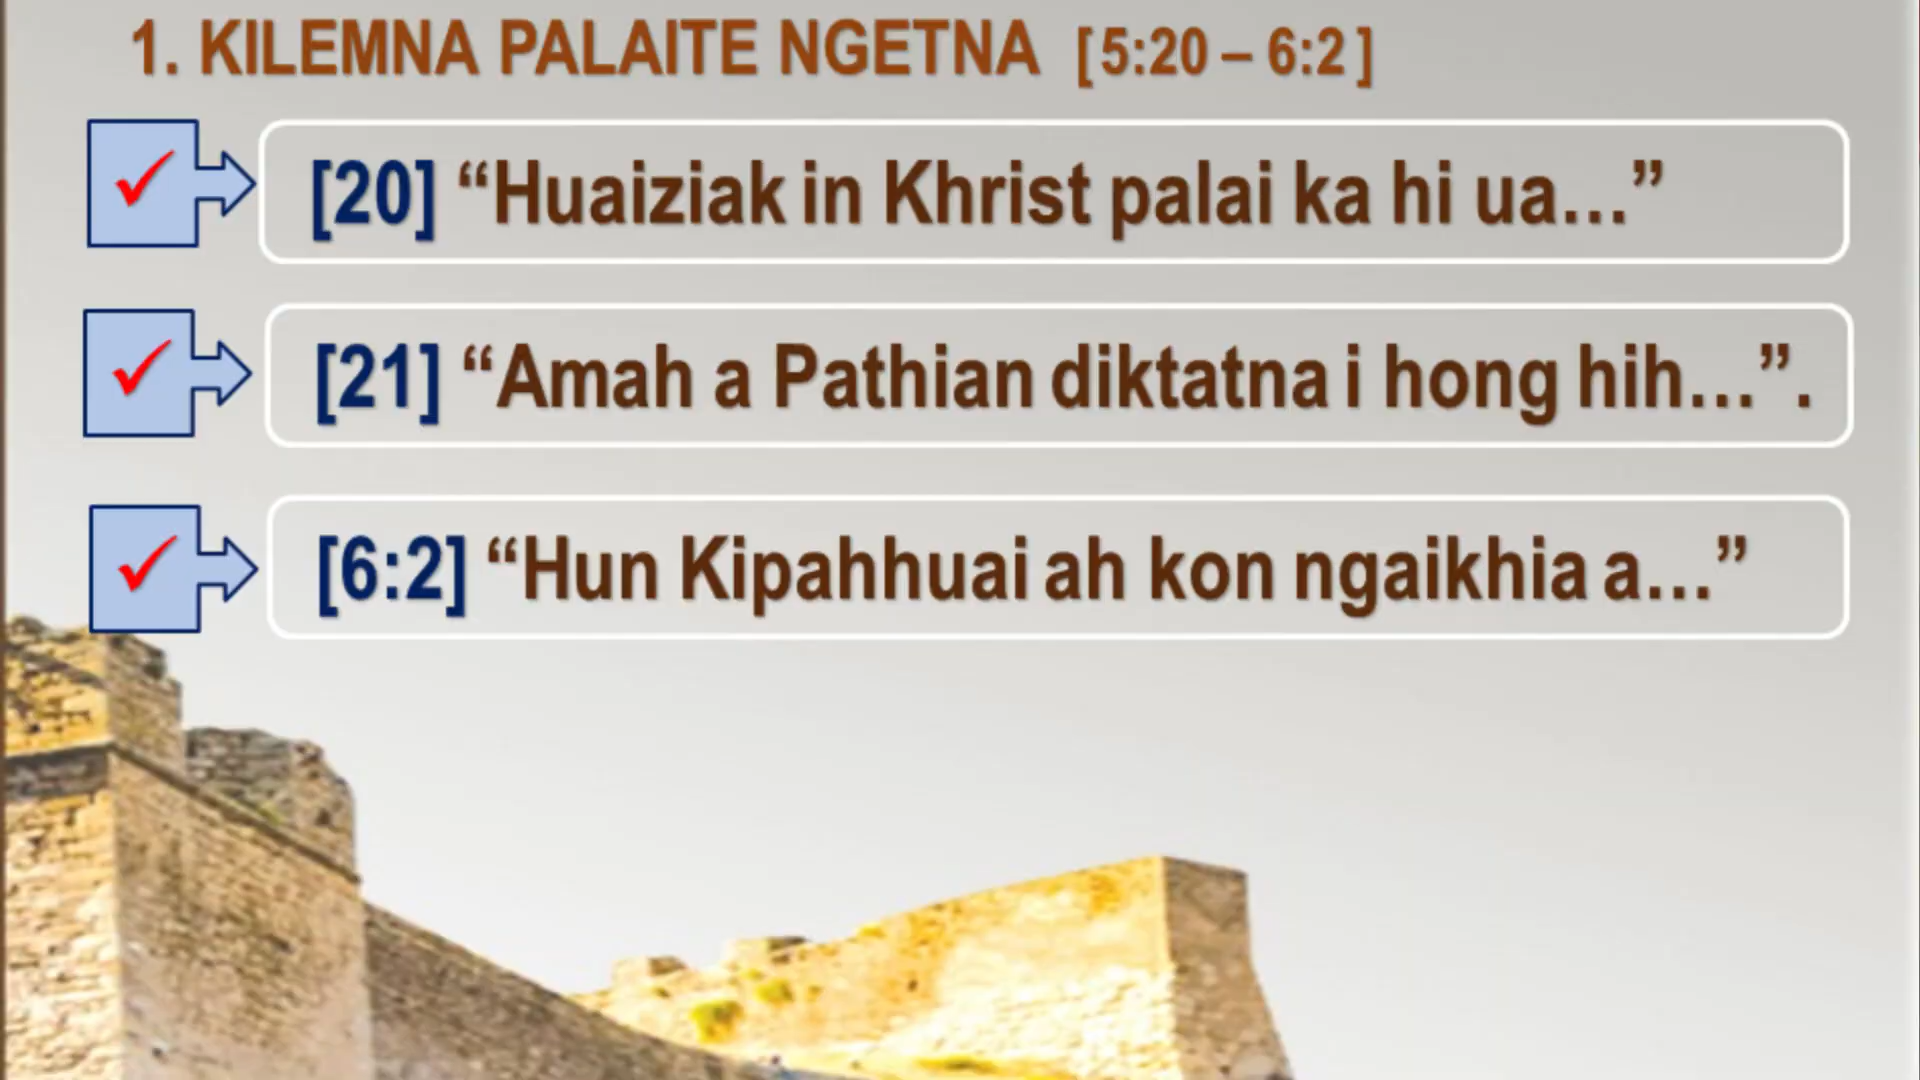 1. KILEMNA PALAITE NGETNA [5:20 – 6:2]
[20] “Huaiziak in Khrist palai ka hi ua…”
[21] “Amah a Pathian diktatna i hong hih…”.
[6:2] “Hun Kipahhuai ah kon ngaikhia a…”